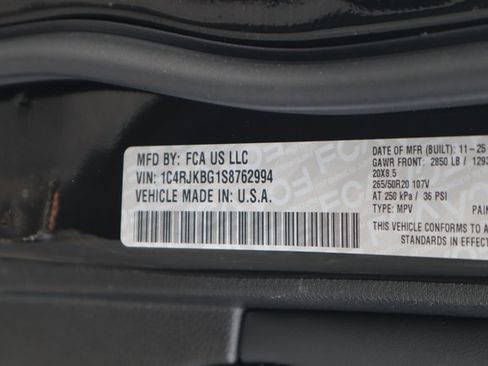 MFD BY: FCA US LLC
VIN: 1C4RJKBG1S8762994
VEHICLE MADE IN: U.S.A.
DATE OF MFR (BUILT): 11-25
GAWR FRONT: 2850 LB / 1293
20X8.5
265/50R20 107V
AT 250 kPa / 36 PSI
TYPE: MPV PAIN
THIS VEHICLE CONFORMS TO A
STANDARDS IN EFFECT